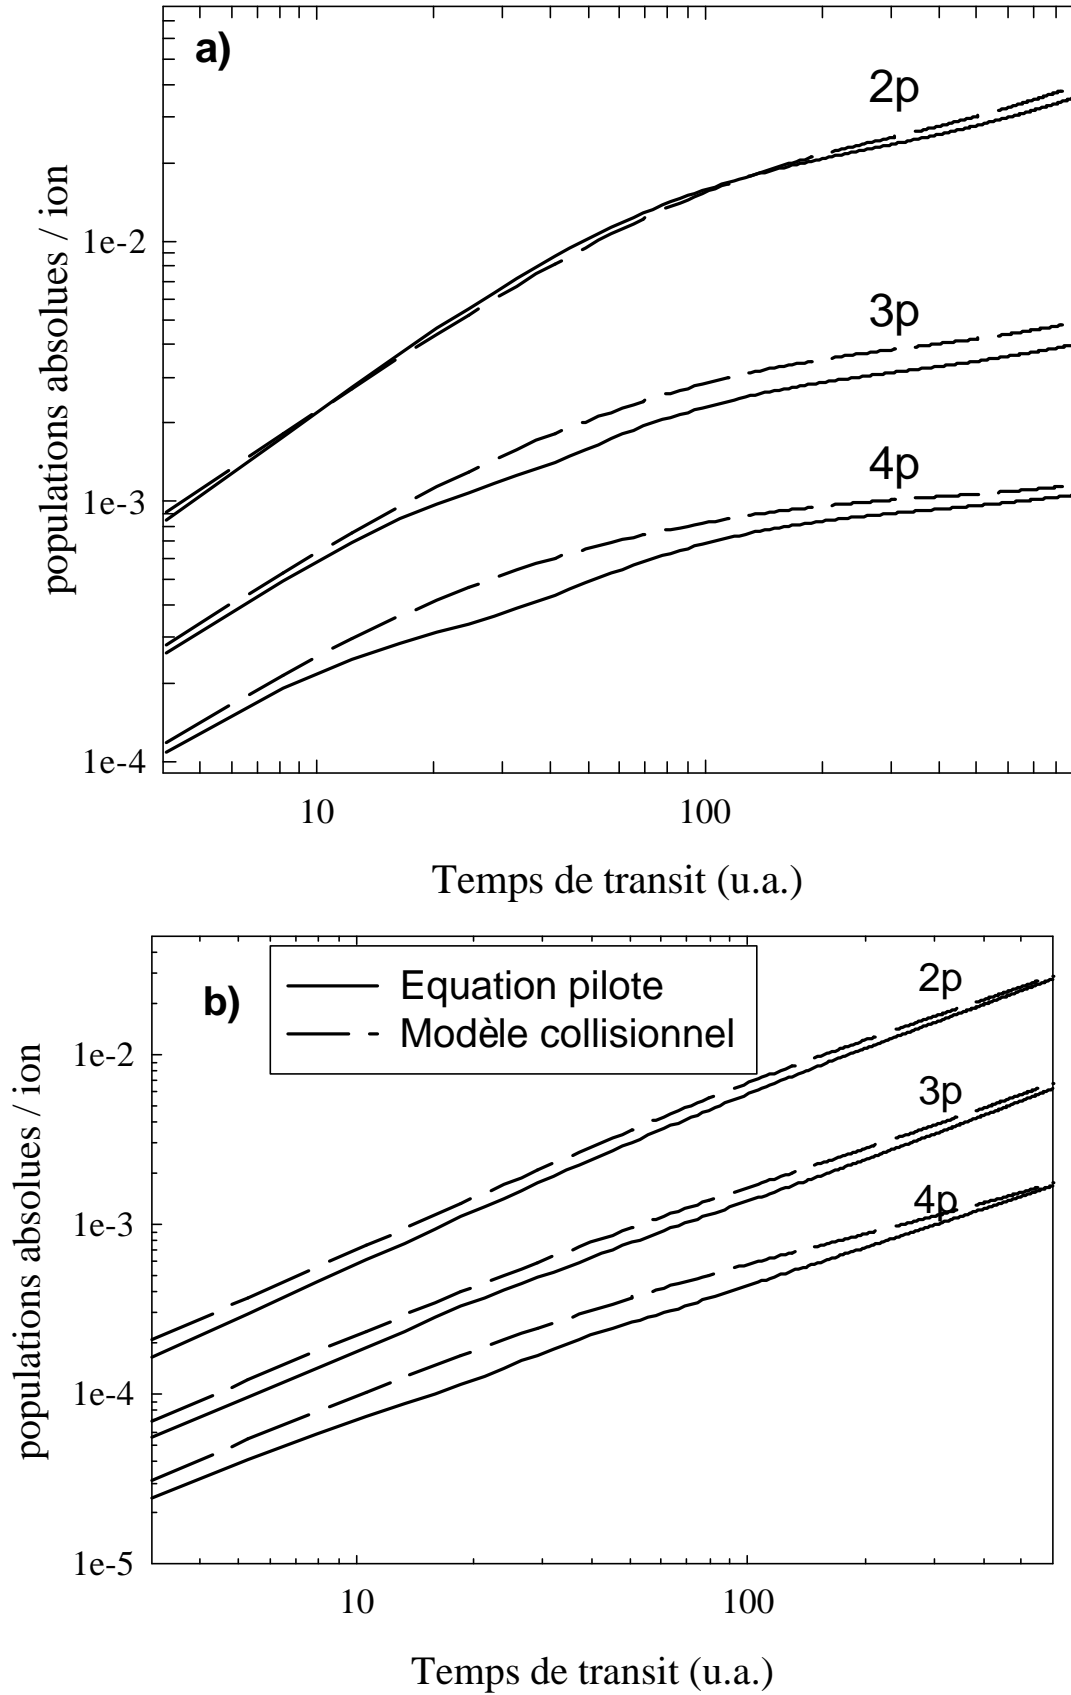 a)
2p
3p
4p
populations absolues / ion
1e-2
1e-3
1e-4
10
100
Temps de transit (u.a.)
b)
Equation pilote
Modèle collisionnel
2p
3p
4p
populations absolues / ion
1e-2
1e-3
1e-4
1e-5
10
100
Temps de transit (u.a.)